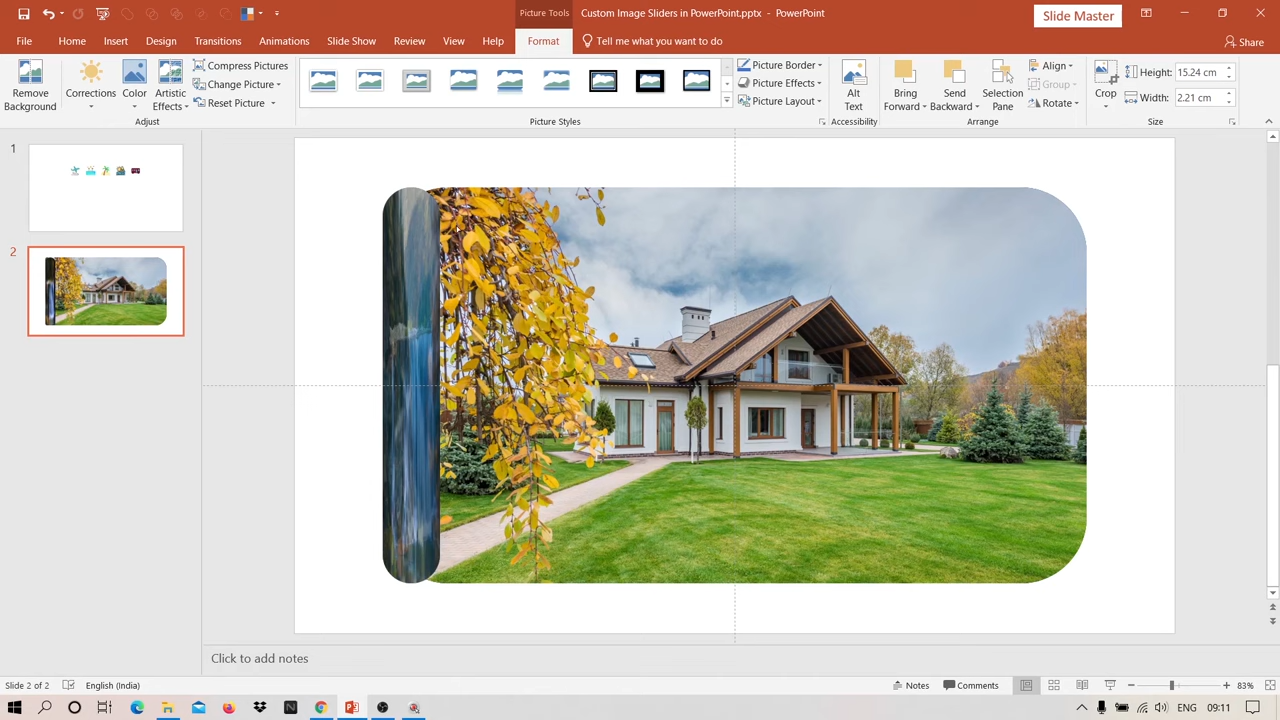 Picture Tools
Custom Image Sliders in PowerPoint.pptx - PowerPoint
Slide Master
File
Home
Insert
Design
Transitions
Animations
Slide Show
Review
View
Help
Format
Tell me what you want to do
Share
Remove
Background
Corrections
Color
Artistic
Effects
Compress Pictures
Change Picture
Reset Picture
Adjust
Picture Styles
Picture Border
Picture Effects
Picture Layout
Alt
Text
Accessibility
Bring
Forward
Send
Backward
Selection
Pane
Align
Group
Rotate
Arrange
Crop
Height: 15.24 cm
Width: 2.21 cm
Size
1
2
Click to add notes
Slide 2 of 2
English (India)
Notes
Comments
83%
ENG
09:11